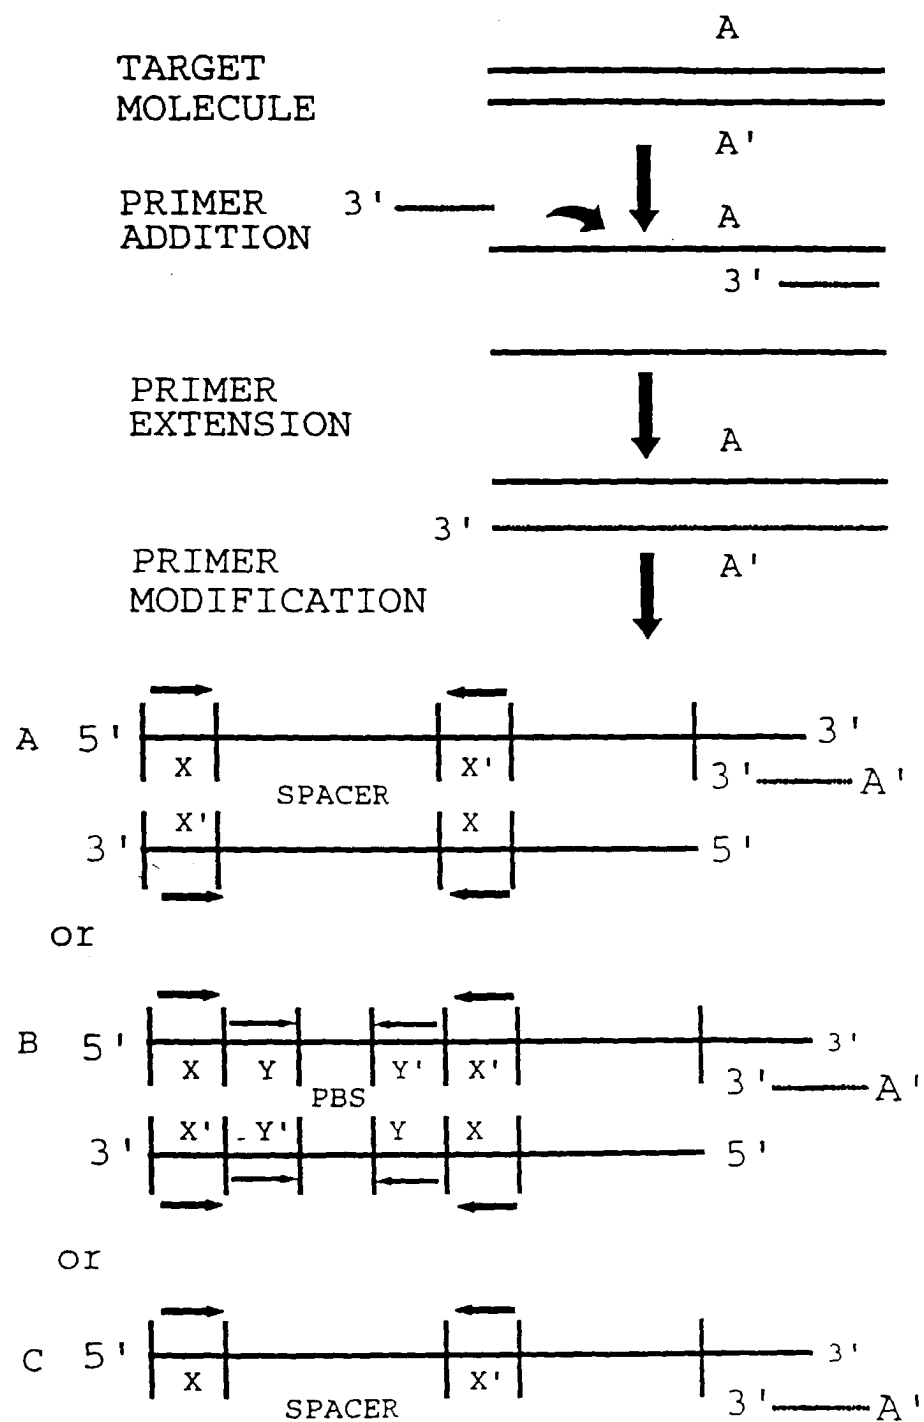 A
TARGET
MOLECULE
A'
PRIMER 3'
ADDITION
A
3'
PRIMER
EXTENSION
A
3'
PRIMER
MODIFICATION
A'
A 5' 3'
X X' 3' A'
SPACER
X' X
3' 5'
or
B 5' 3'
X Y Y' X' 3' A'
PBS
X' Y' Y X
3' 5'
or
C 5' 3'
X X' 3' A'
SPACER